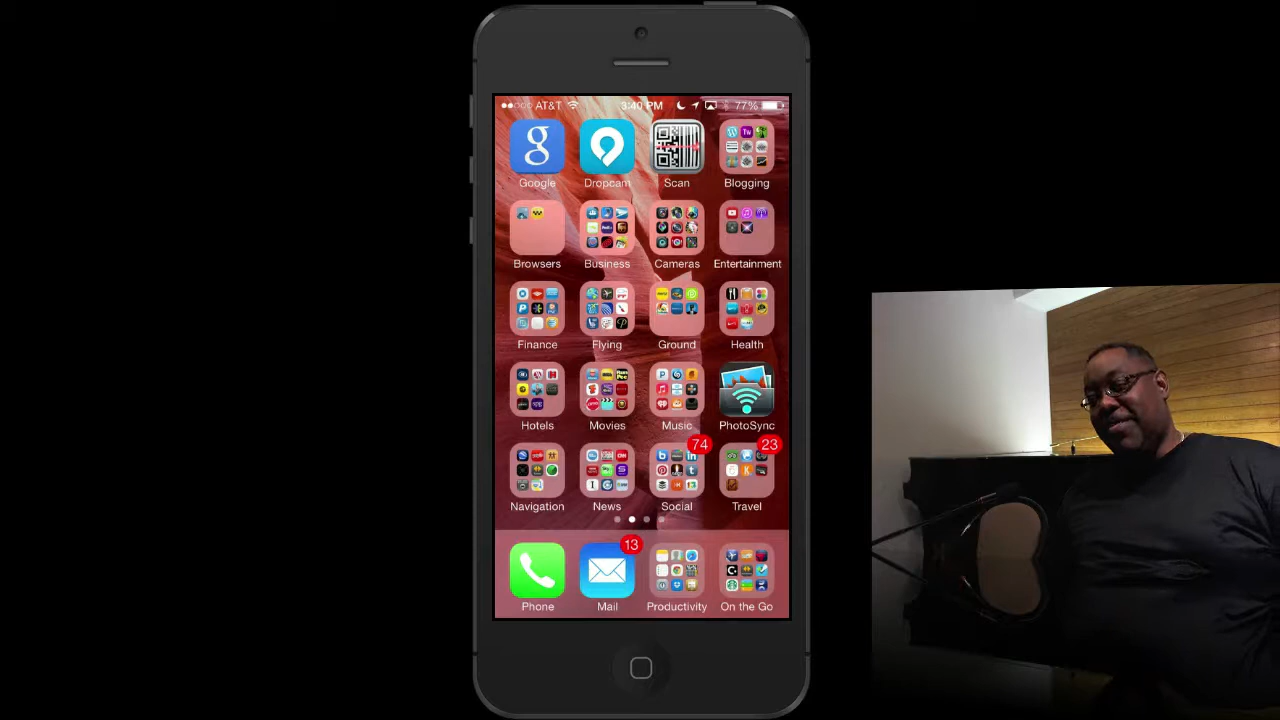 AT&T 3:40 PM 77%
Google Dropcam Scan Blogging
Browsers Business Cameras Entertainment
Finance Flying Ground Health
Hotels Movies Music PhotoSync
74 23
Navigation News Social Travel
13
Phone Mail Productivity On the Go